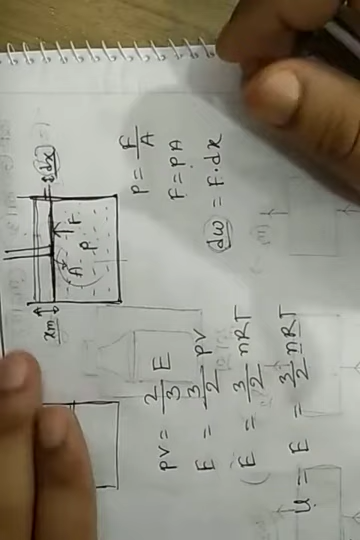 dx
F
A
P
xm
P = F/A
F = PA
dw = F.dx
PV = 2/3 E
E = 3/2 PV
E = 3/2 nRT
U = E = 3/2 nRT